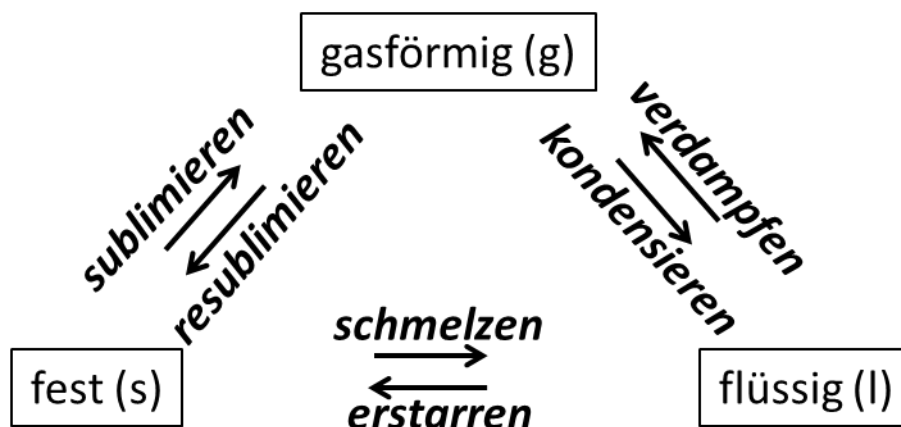 gasförmig (g)
sublimieren
resublimieren
kondensieren
verdampfen
schmelzen
fest (s)
flüssig (l)
erstarren